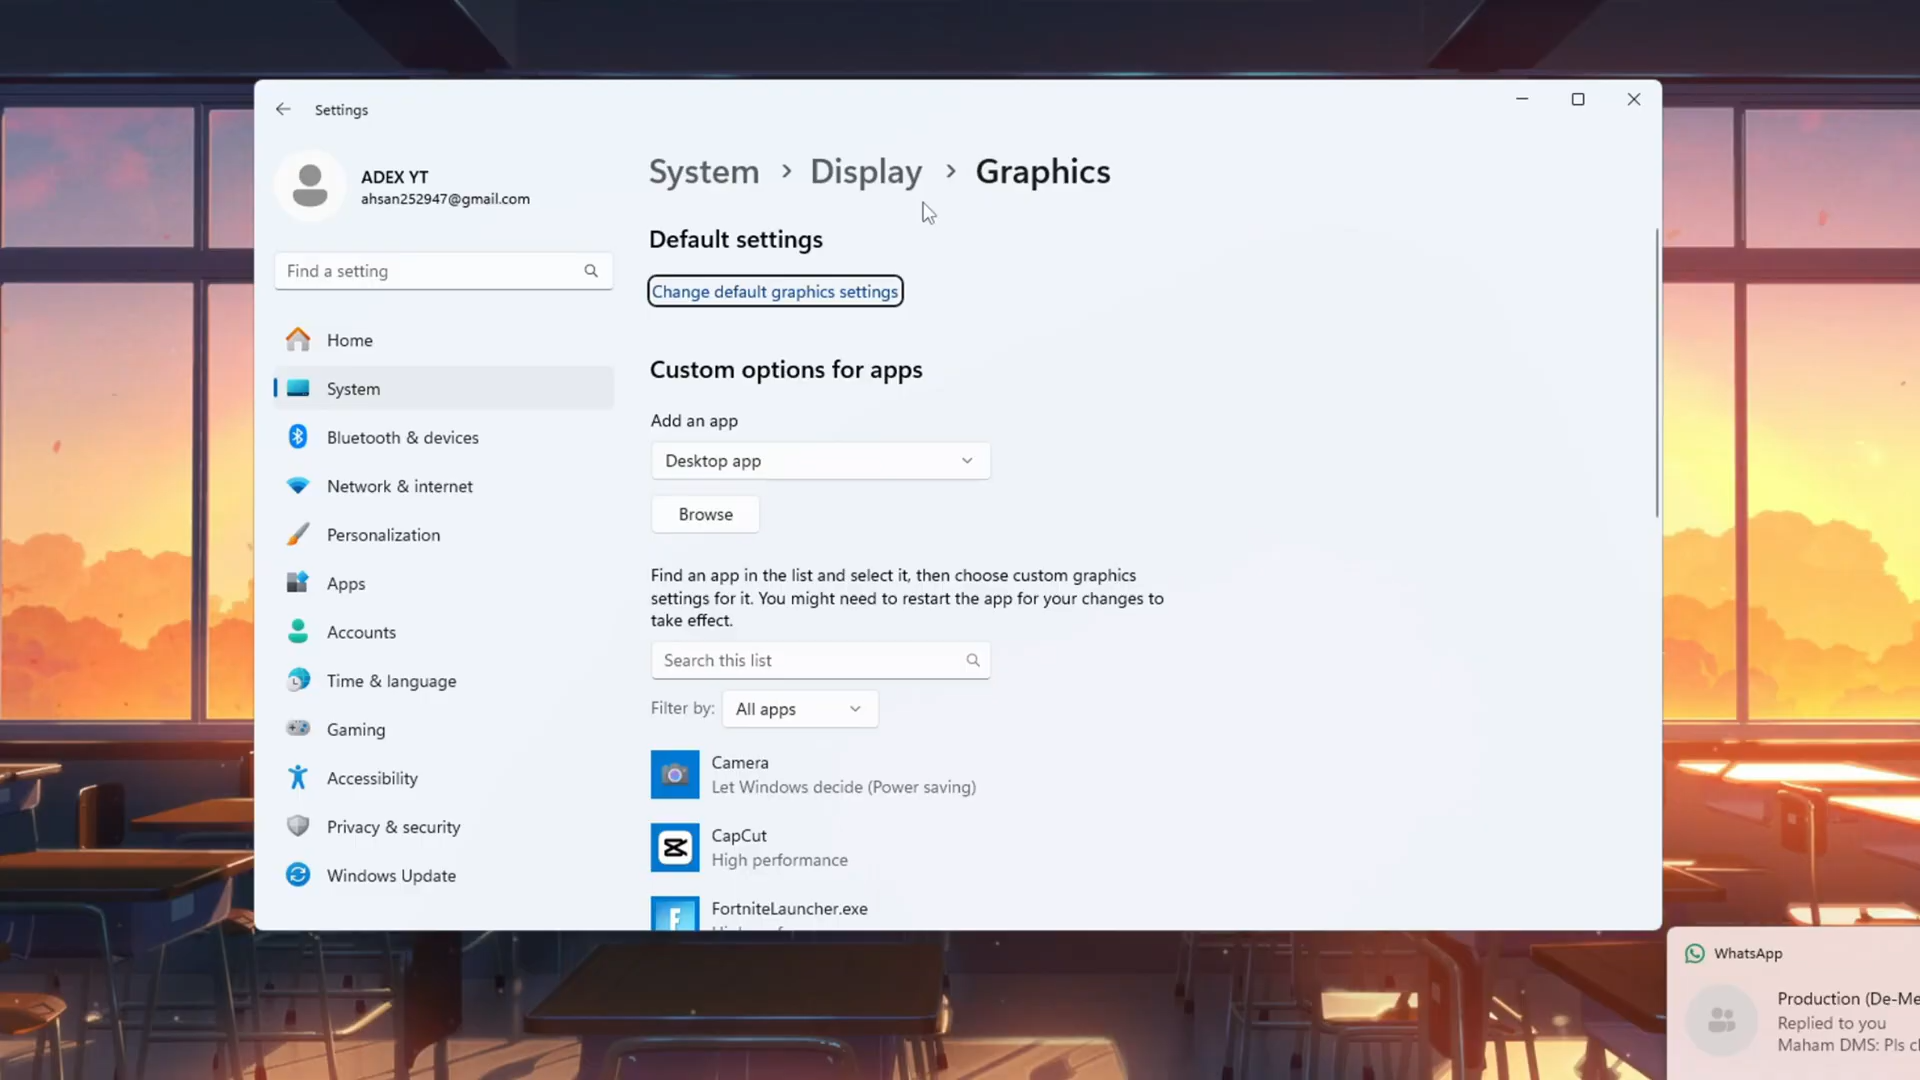 Settings
ADEX YT
ahsan252947@gmail.com
Find a setting
Home
System
Bluetooth & devices
Network & internet
Personalization
Apps
Accounts
Time & language
Gaming
Accessibility
Privacy & security
Windows Update
System > Display > Graphics
Default settings
Change default graphics settings
Custom options for apps
Add an app
Desktop app
Browse
Find an app in the list and select it, then choose custom graphics
settings for it. You might need to restart the app for your changes to
take effect.
Search this list
Filter by: All apps
Camera
Let Windows decide (Power saving)
CapCut
High performance
FortniteLauncher.exe
WhatsApp
Production (De-Me
Replied to you
Maham DMS: Pls